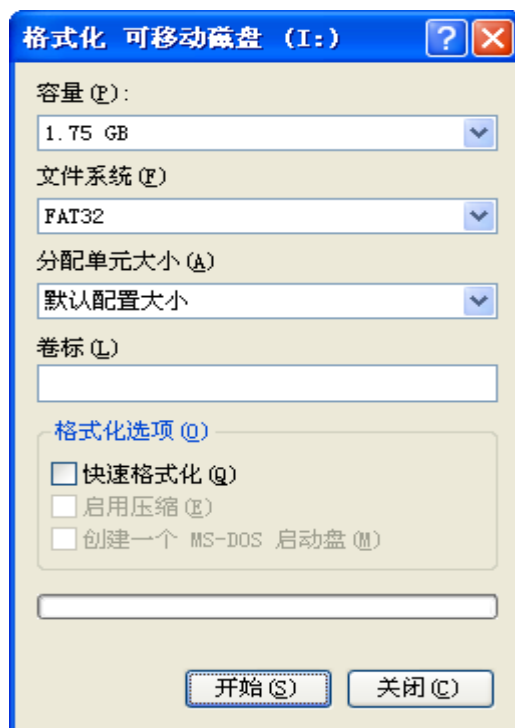 格式化 可移动磁盘 (I:)
容量(P):
1.75 GB
文件系统(F)
FAT32
分配单元大小(A)
默认配置大小
卷标(L)
格式化选项(O)
快速格式化(Q)
启用压缩(E)
创建一个 MS-DOS 启动盘(M)
开始(S)
关闭(C)